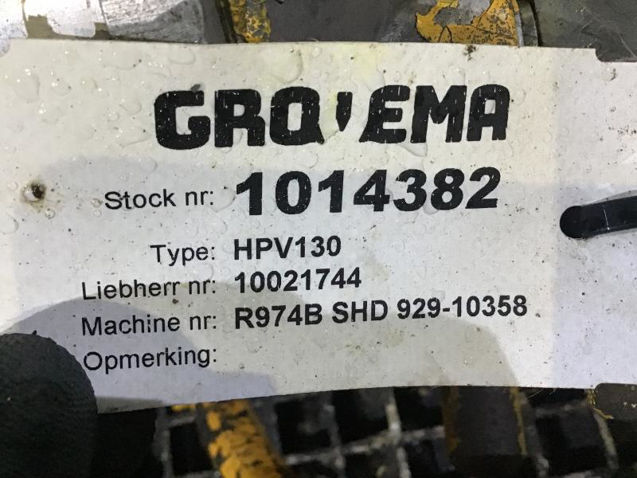 GRO'EMA
Stock nr: 1014382
Type: HPV130
Liebherr nr: 10021744
Machine nr: R974B SHD 929-10358
Opmerking: